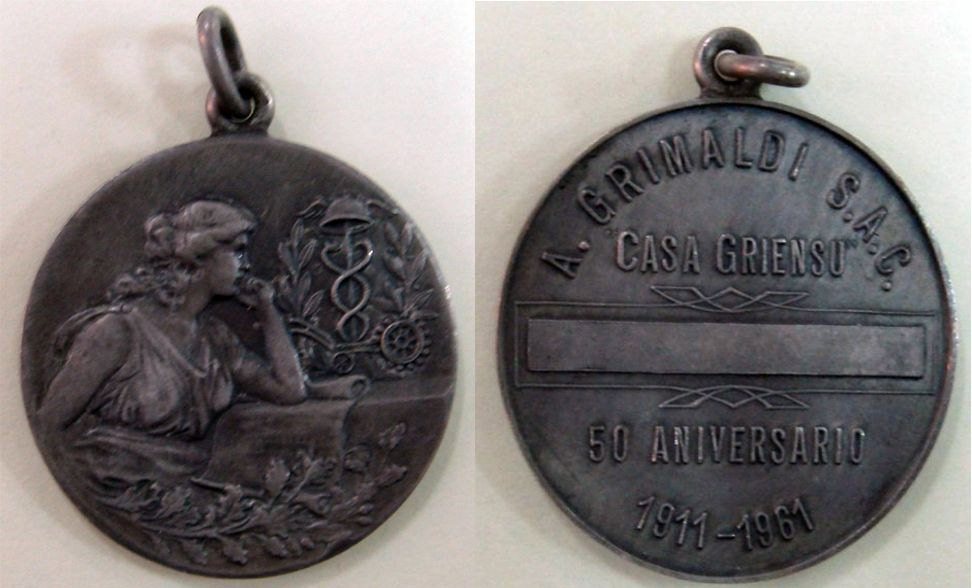 A. GRIMALDI S.A.C.
"CASA GRIENSU"
50 ANIVERSARIO
1911-1961